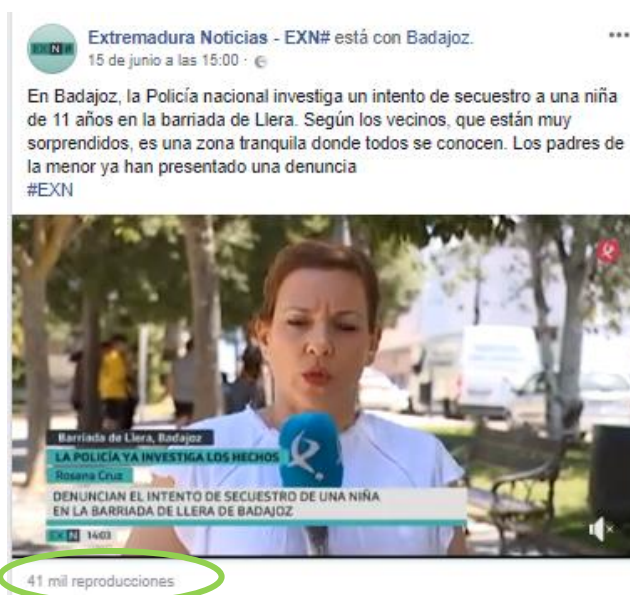 EXN#
Extremadura Noticias - EXN# está con Badajoz.
15 de junio a las 15:00 ·
En Badajoz, la Policía nacional investiga un intento de secuestro a una niña
de 11 años en la barriada de Llera. Según los vecinos, que están muy
sorprendidos, es una zona tranquila donde todos se conocen. Los padres de
la menor ya han presentado una denuncia
#EXN
Barriada de Llera, Badajoz
LA POLICÍA YA INVESTIGA LOS HECHOS
Rosana Cruz
DENUNCIAN EL INTENTO DE SECUESTRO DE UNA NIÑA
EN LA BARRIADA DE LLERA DE BADAJOZ
EXN 14:03
41 mil reproducciones